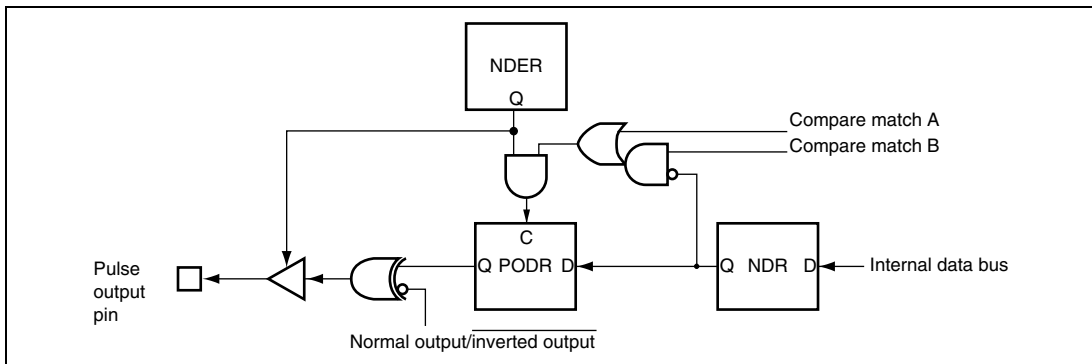 NDER
Q
Compare match A
Compare match B
C
Q PODR D
Q NDR D
Internal data bus
Pulse
output
pin
Normal output/inverted output